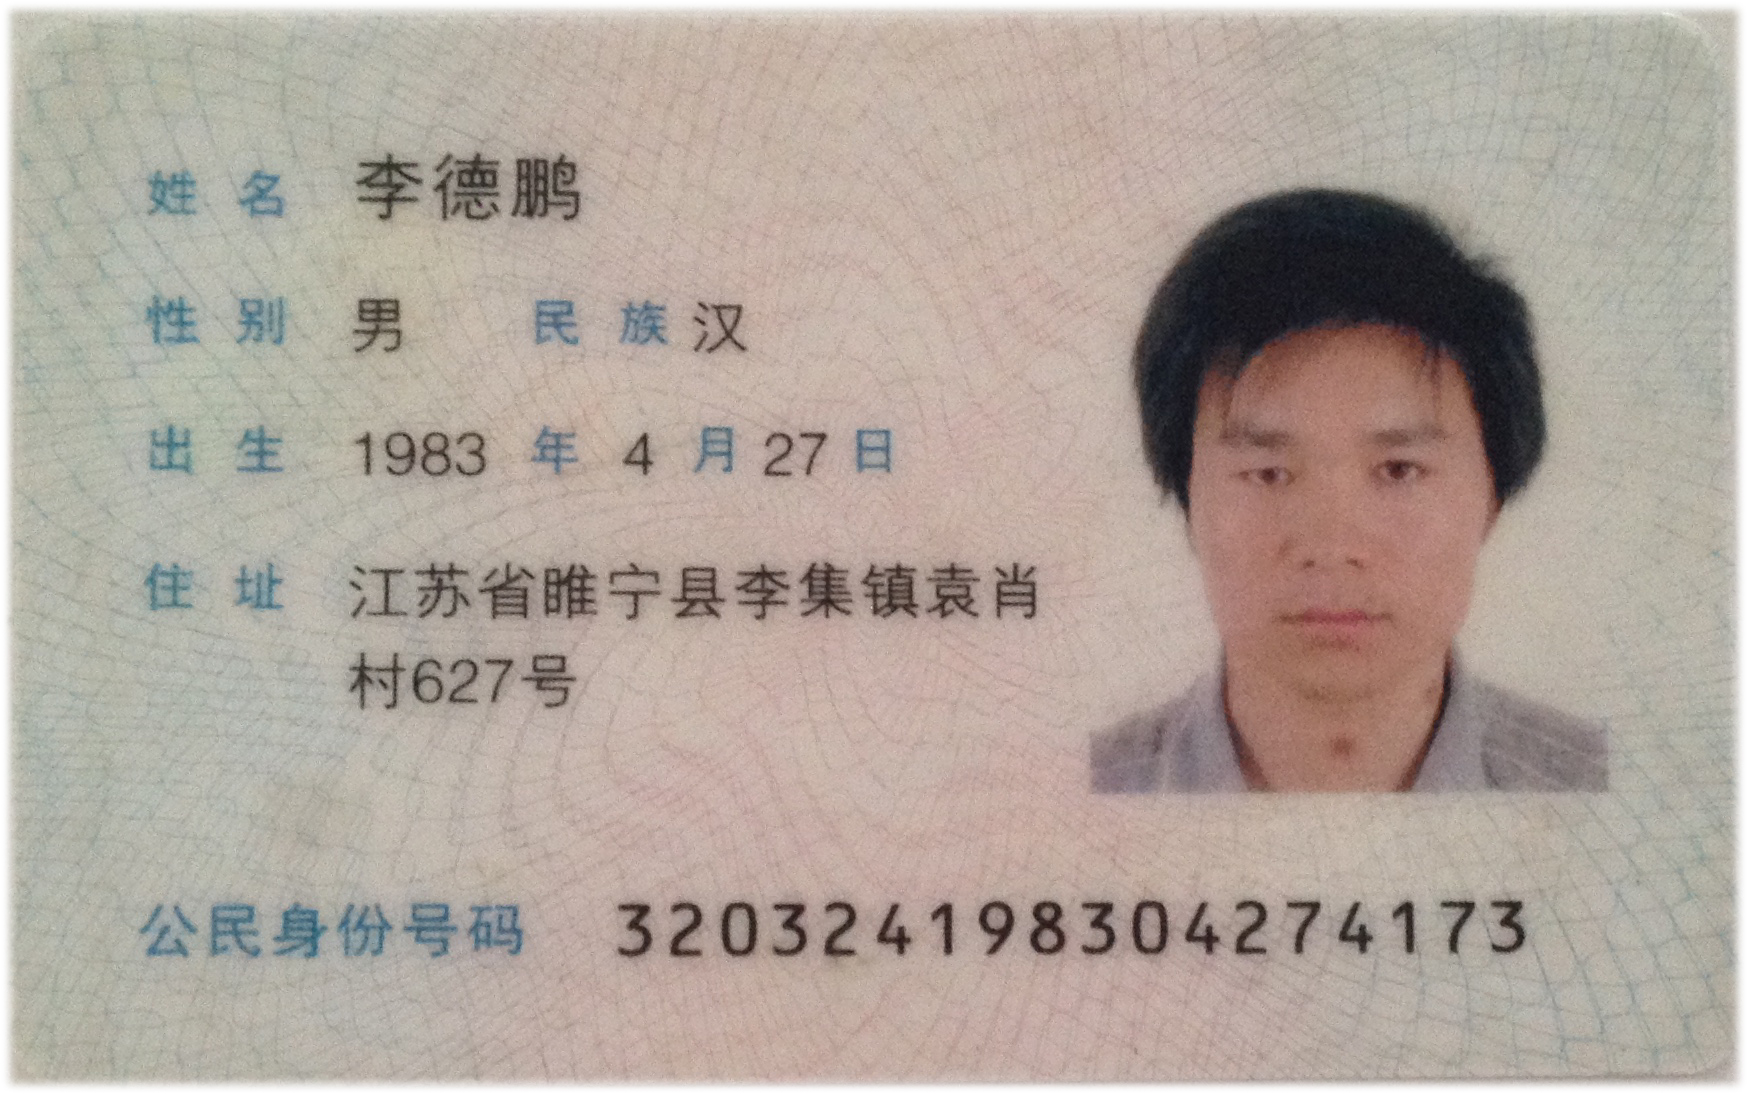 姓名 李德鹏
性别 男 民族 汉
出生 1983 年 4 月 27 日
住址 江苏省睢宁县李集镇袁肖
村627号
公民身份号码 320324198304274173